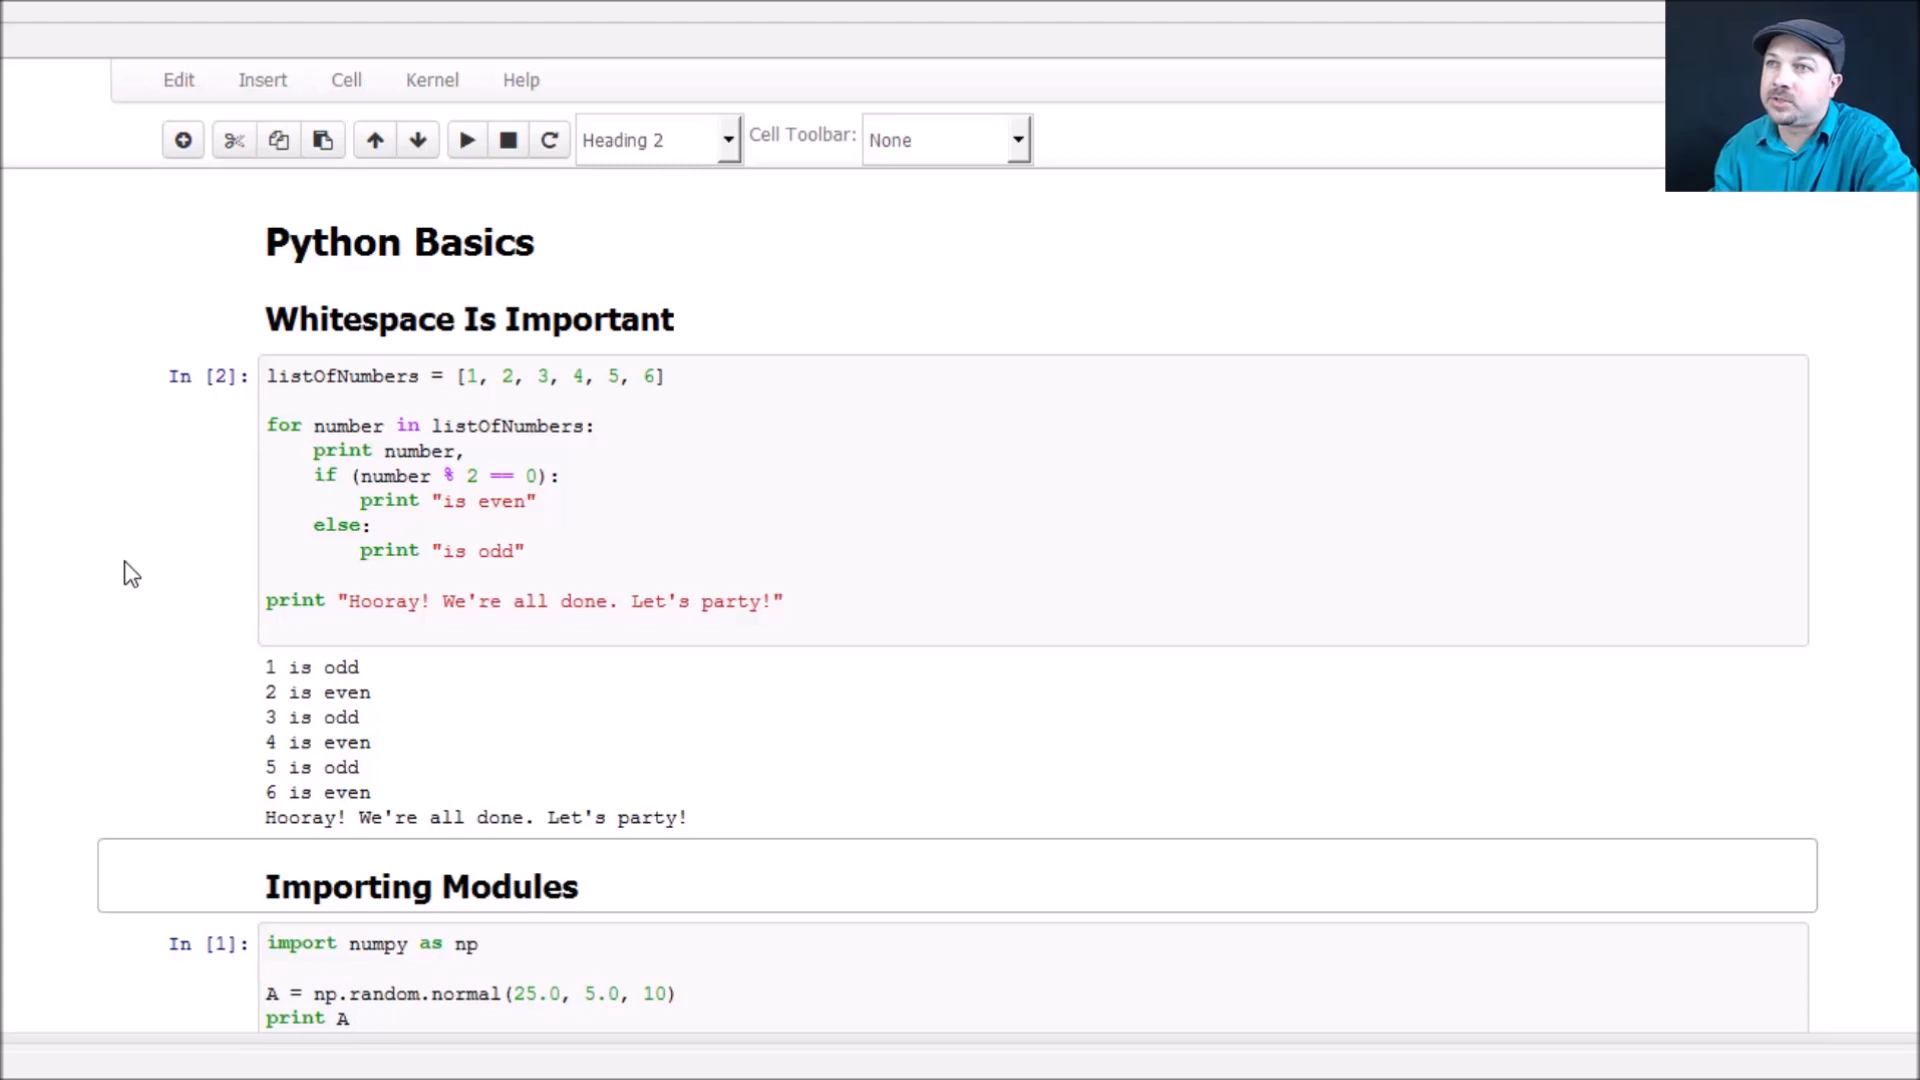 Edit Insert Cell Kernel Help
Heading 2 Cell Toolbar: None
Python Basics
Whitespace Is Important
In [2]: listOfNumbers = [1, 2, 3, 4, 5, 6]
for number in listOfNumbers:
    print number,
    if (number % 2 == 0):
        print "is even"
    else:
        print "is odd"
print "Hooray! We're all done. Let's party!"
1 is odd
2 is even
3 is odd
4 is even
5 is odd
6 is even
Hooray! We're all done. Let's party!
Importing Modules
In [1]: import numpy as np
A = np.random.normal(25.0, 5.0, 10)
print A